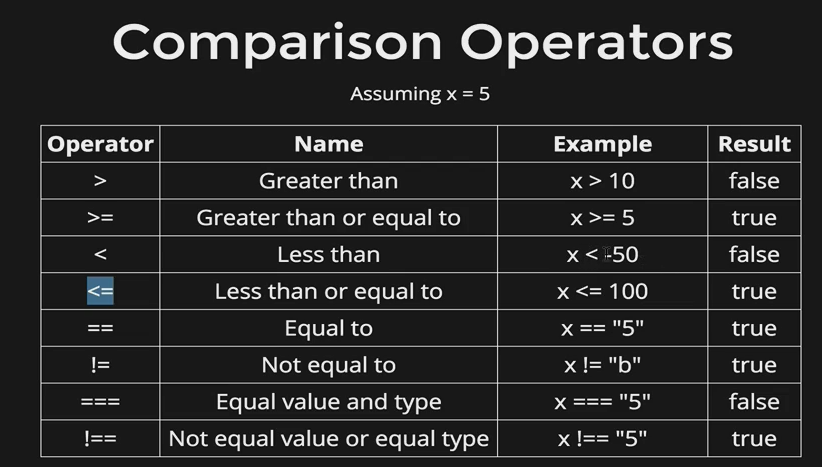 Comparison Operators
Assuming x = 5
Operator Name Example Result
> Greater than x > 10 false
>= Greater than or equal to x >= 5 true
< Less than x < -50 false
<= Less than or equal to x <= 100 true
== Equal to x == "5" true
!= Not equal to x != "b" true
=== Equal value and type x === "5" false
!== Not equal value or equal type x !== "5" true